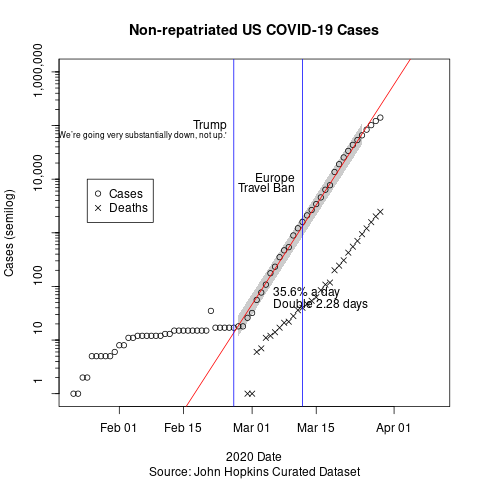 Non-repatriated US COVID-19 Cases
Cases (semilog)
1,000,000
10,000
100
10
1
Trump
'We're going very substantially down, not up.'
Europe
Travel Ban
Cases
Deaths
35.6% a day
Double 2.28 days
Feb 01 Feb 15 Mar 01 Mar 15 Apr 01
2020 Date
Source: John Hopkins Curated Dataset